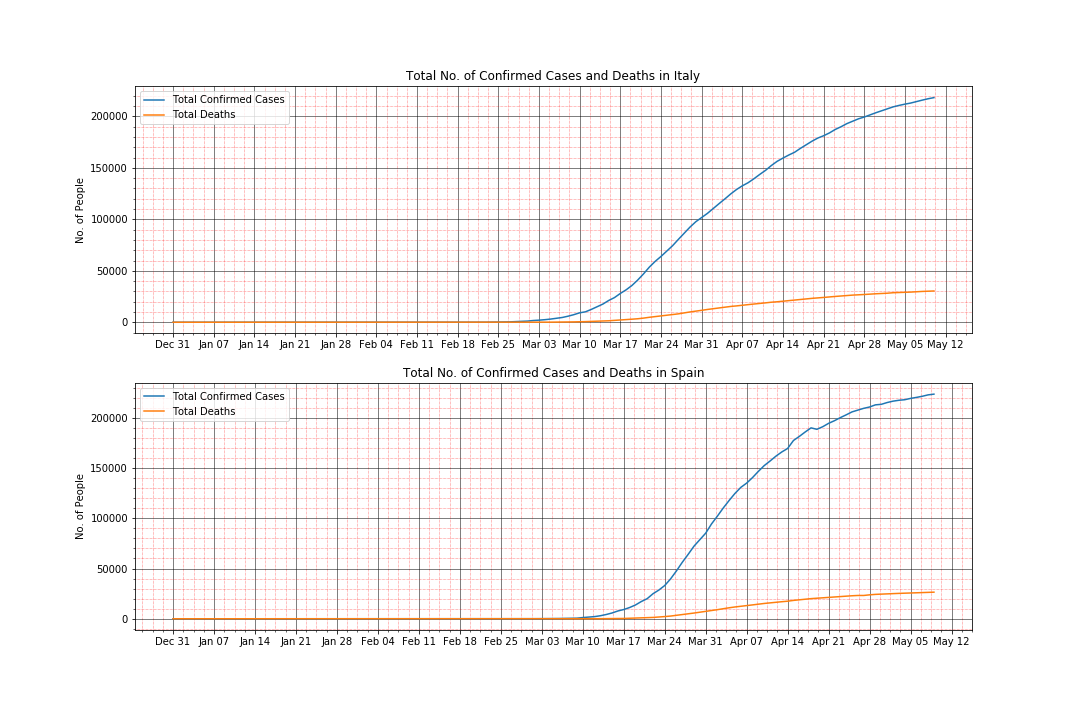 Total No. of Confirmed Cases and Deaths in Italy
Total Confirmed Cases
Total Deaths
No. of People
200000
150000
100000
50000
0
Dec 31 Jan 07 Jan 14 Jan 21 Jan 28 Feb 04 Feb 11 Feb 18 Feb 25 Mar 03 Mar 10 Mar 17 Mar 24 Mar 31 Apr 07 Apr 14 Apr 21 Apr 28 May 05 May 12
Total No. of Confirmed Cases and Deaths in Spain
Total Confirmed Cases
Total Deaths
No. of People
200000
150000
100000
50000
0
Dec 31 Jan 07 Jan 14 Jan 21 Jan 28 Feb 04 Feb 11 Feb 18 Feb 25 Mar 03 Mar 10 Mar 17 Mar 24 Mar 31 Apr 07 Apr 14 Apr 21 Apr 28 May 05 May 12